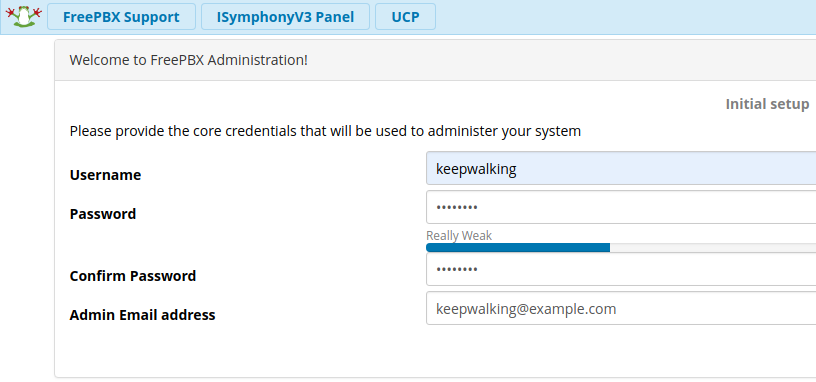 FreePBX Support ISymphonyV3 Panel UCP
Welcome to FreePBX Administration!
Initial setup
Please provide the core credentials that will be used to administer your system
Username keepwalking
Password ••••••••
Really Weak
Confirm Password ••••••••
Admin Email address keepwalking@example.com